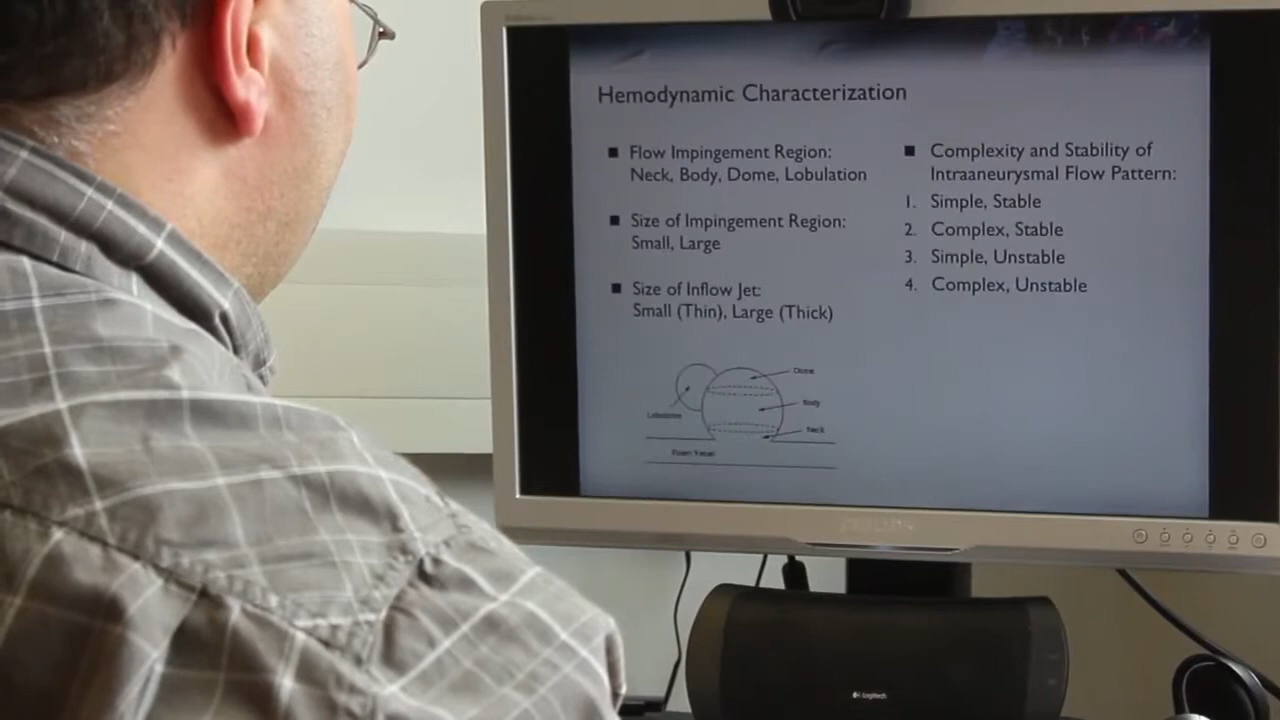 Hemodynamic Characterization
■ Flow Impingement Region:
Neck, Body, Dome, Lobulation
■ Size of Impingement Region:
Small, Large
■ Size of Inflow Jet:
Small (Thin), Large (Thick)
■ Complexity and Stability of
Intraaneurysmal Flow Pattern:
1. Simple, Stable
2. Complex, Stable
3. Simple, Unstable
4. Complex, Unstable
Dome
Body
Lobulation
Neck
PHILIPS
Logitech